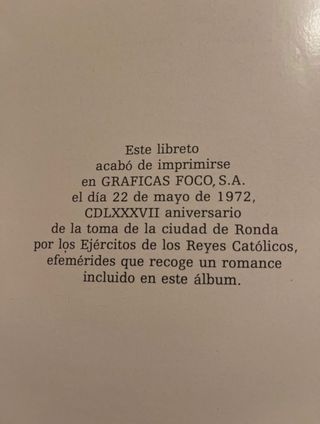 Este libreto
acabó de imprimirse
en GRAFICAS FOCO, S.A.
el día 22 de mayo de 1972,
CDLXXXVII aniversario
de la toma de la ciudad de Ronda
por los Ejércitos de los Reyes Católicos,
efemérides que recoge un romance
incluido en este álbum.